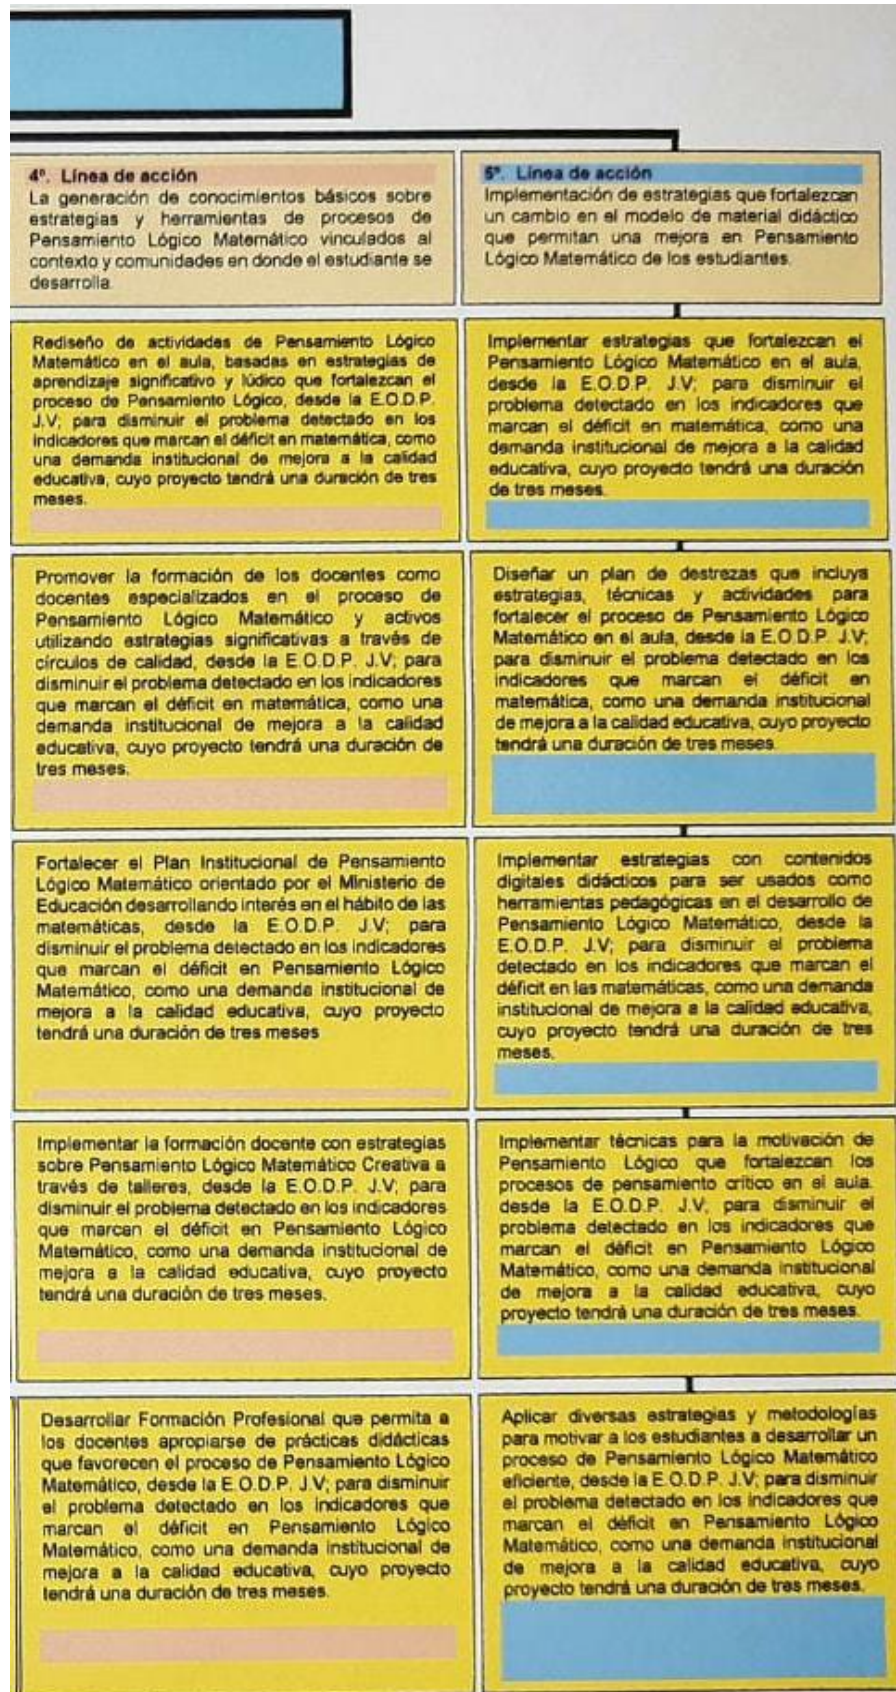 4º. Línea de acción
La generación de conocimientos básicos sobre
estrategias y herramientas de procesos de
Pensamiento Lógico Matemático vinculados al
contexto y comunidades en donde el estudiante se
desarrolla.
Rediseño de actividades de Pensamiento Lógico
Matemático en el aula, basadas en estrategias de
aprendizaje significativo y lúdico que fortalezcan el
proceso de Pensamiento Lógico, desde la E.O.D.P.
J.V; para disminuir el problema detectado en los
indicadores que marcan el déficit en matemática, como
una demanda institucional de mejora a la calidad
educativa, cuyo proyecto tendrá una duración de tres
meses.
Promover la formación de los docentes como
docentes especializados en el proceso de
Pensamiento Lógico Matemático y activos
utilizando estrategias significativas a través de
círculos de calidad, desde la E.O.D.P. J.V; para
disminuir el problema detectado en los indicadores
que marcan el déficit en matemática, como una
demanda institucional de mejora a la calidad
educativa, cuyo proyecto tendrá una duración de
tres meses.
Fortalecer el Plan Institucional de Pensamiento
Lógico Matemático orientado por el Ministerio de
Educación desarrollando interés en el hábito de las
matemáticas, desde la E.O.D.P. J.V; para
disminuir el problema detectado en los indicadores
que marcan el déficit en Pensamiento Lógico
Matemático, como una demanda institucional de
mejora a la calidad educativa, cuyo proyecto
tendrá una duración de tres meses
Implementar la formación docente con estrategias
sobre Pensamiento Lógico Matemático Creativa a
través de talleres, desde la E.O.D.P. J.V; para
disminuir el problema detectado en los indicadores
que marcan el déficit en Pensamiento Lógico
Matemático, como una demanda institucional de
mejora a la calidad educativa, cuyo proyecto
tendrá una duración de tres meses.
Desarrollar Formación Profesional que permita a
los docentes apropiarse de prácticas didácticas
que favorecen el proceso de Pensamiento Lógico
Matemático, desde la E.O.D.P. J.V; para disminuir
el problema detectado en los indicadores que
marcan el déficit en Pensamiento Lógico
Matemático, como una demanda institucional de
mejora a la calidad educativa, cuyo proyecto
tendrá una duración de tres meses.
5º. Línea de acción
Implementación de estrategias que fortalezcan
un cambio en el modelo de material didáctico
que permitan una mejora en Pensamiento
Lógico Matemático de los estudiantes.
Implementar estrategias que fortalezcan el
Pensamiento Lógico Matemático en el aula,
desde la E.O.D.P. J.V; para disminuir el
problema detectado en los indicadores que
marcan el déficit en matemática, como una
demanda institucional de mejora a la calidad
educativa, cuyo proyecto tendrá una duración
de tres meses.
Diseñar un plan de destrezas que incluya
estrategias, técnicas y actividades para
fortalecer el proceso de Pensamiento Lógico
Matemático en el aula, desde la E.O.D.P. J.V;
para disminuir el problema detectado en los
indicadores que marcan el déficit en
matemática, como una demanda institucional
de mejora a la calidad educativa, cuyo proyecto
tendrá una duración de tres meses.
Implementar estrategias con contenidos
digitales didácticos para ser usados como
herramientas pedagógicas en el desarrollo de
Pensamiento Lógico Matemático, desde la
E.O.D.P. J.V; para disminuir el problema
detectado en los indicadores que marcan el
déficit en las matemáticas, como una demanda
institucional de mejora a la calidad educativa,
cuyo proyecto tendrá una duración de tres
meses.
Implementar técnicas para la motivación de
Pensamiento Lógico que fortalezcan los
procesos de pensamiento crítico en el aula.
desde la E.O.D.P. J.V; para disminuir el
problema detectado en los indicadores que
marcan el déficit en Pensamiento Lógico
Matemático, como una demanda institucional
de mejora a la calidad educativa, cuyo
proyecto tendrá una duración de tres meses.
Aplicar diversas estrategias y metodologías
para motivar a los estudiantes a desarrollar un
proceso de Pensamiento Lógico Matemático
eficiente, desde la E.O.D.P. J.V; para disminuir
el problema detectado en los indicadores que
marcan el déficit en Pensamiento Lógico
Matemático, como una demanda institucional
de mejora a la calidad educativa, cuyo
proyecto tendrá una duración de tres meses.